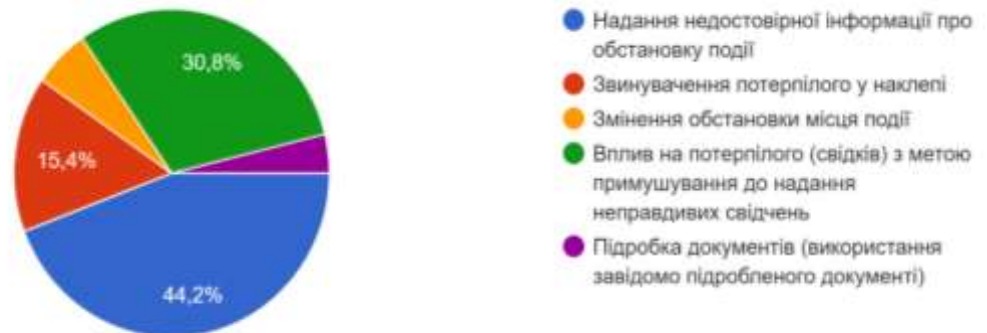 30,8%
15,4%
44,2%
Надання недостовірної інформації про
обстановку події
Звинувачення потерпілого у наклепі
Змінення обстановки місця події
Вплив на потерпілого (свідків) з метою
примушування до надання
неправдивих свідчень
Підробка документів (використання
завідомо підробленого документі)